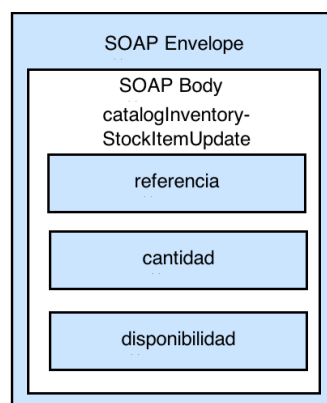 SOAP Envelope
SOAP Body
catalogInventory-
StockItemUpdate
referencia
cantidad
disponibilidad